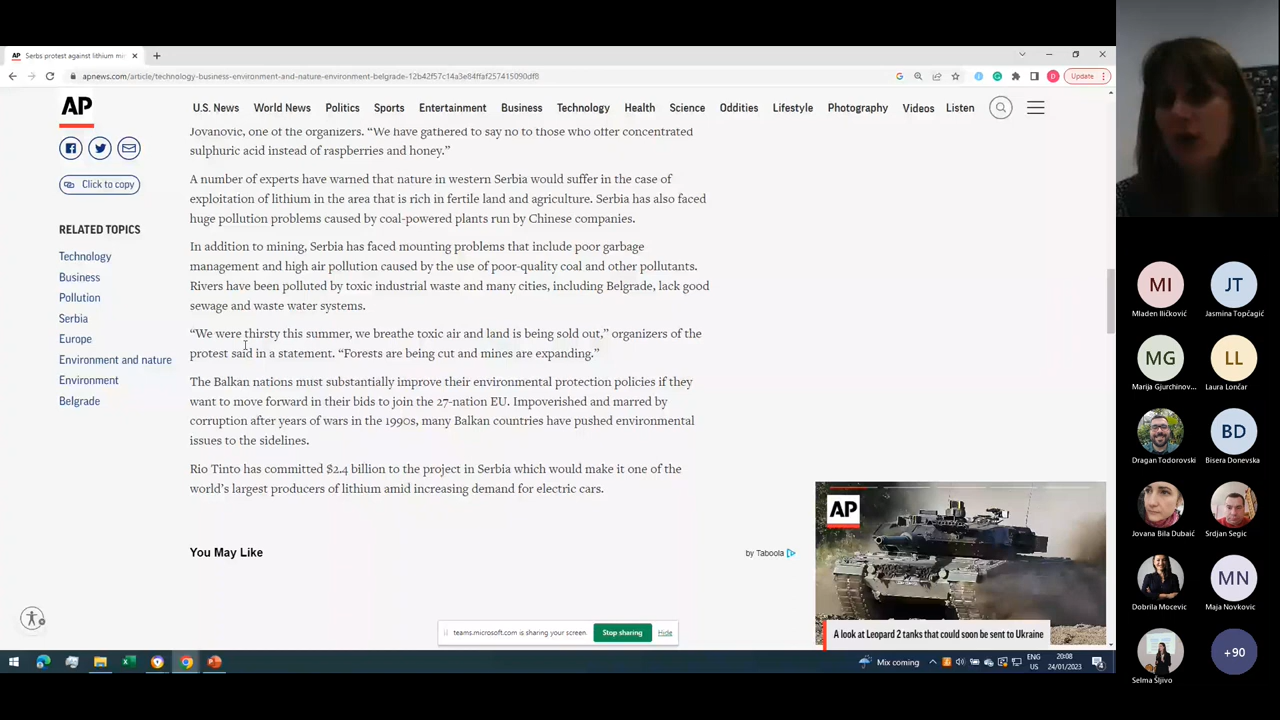 Serbs protest against lithium mi
apnews.com/article/technology-business-environment-and-nature-environment-belgrade-12b42f57c14a3e84ffaf257415090df8
D
Update
AP
U.S. News
World News
Politics
Sports
Entertainment
Business
Technology
Health
Science
Oddities
Lifestyle
Photography
Videos
Listen
Click to copy
RELATED TOPICS
Technology
Business
Pollution
Serbia
Europe
Environment and nature
Environment
Belgrade
Jovanovic, one of the organizers. “We have gathered to say no to those who offer concentrated
sulphuric acid instead of raspberries and honey.”
A number of experts have warned that nature in western Serbia would suffer in the case of
exploitation of lithium in the area that is rich in fertile land and agriculture. Serbia has also faced
huge pollution problems caused by coal-powered plants run by Chinese companies.
In addition to mining, Serbia has faced mounting problems that include poor garbage
management and high air pollution caused by the use of poor-quality coal and other pollutants.
Rivers have been polluted by toxic industrial waste and many cities, including Belgrade, lack good
sewage and waste water systems.
“We were thirsty this summer, we breathe toxic air and land is being sold out,” organizers of the
protest said in a statement. “Forests are being cut and mines are expanding.”
The Balkan nations must substantially improve their environmental protection policies if they
want to move forward in their bids to join the 27-nation EU. Impoverished and marred by
corruption after years of wars in the 1990s, many Balkan countries have pushed environmental
issues to the sidelines.
Rio Tinto has committed $2.4 billion to the project in Serbia which would make it one of the
world’s largest producers of lithium amid increasing demand for electric cars.
You May Like
by Taboola
AP
A look at Leopard 2 tanks that could soon be sent to Ukraine
teams.microsoft.com is sharing your screen.
Stop sharing
Hide
Mix coming
ENG
US
20:08
24/01/2023
MI
Mladen Iličković
JT
Jasmina Topčagić
MG
Marija Gjurchinov...
LL
Laura Lončar
Dragan Todorovski
BD
Bisera Donevska
Jovana Bila Dubaić
Srdjan Segic
Dobrila Mocevic
MN
Maja Novkovic
Selma Šljivo
+90